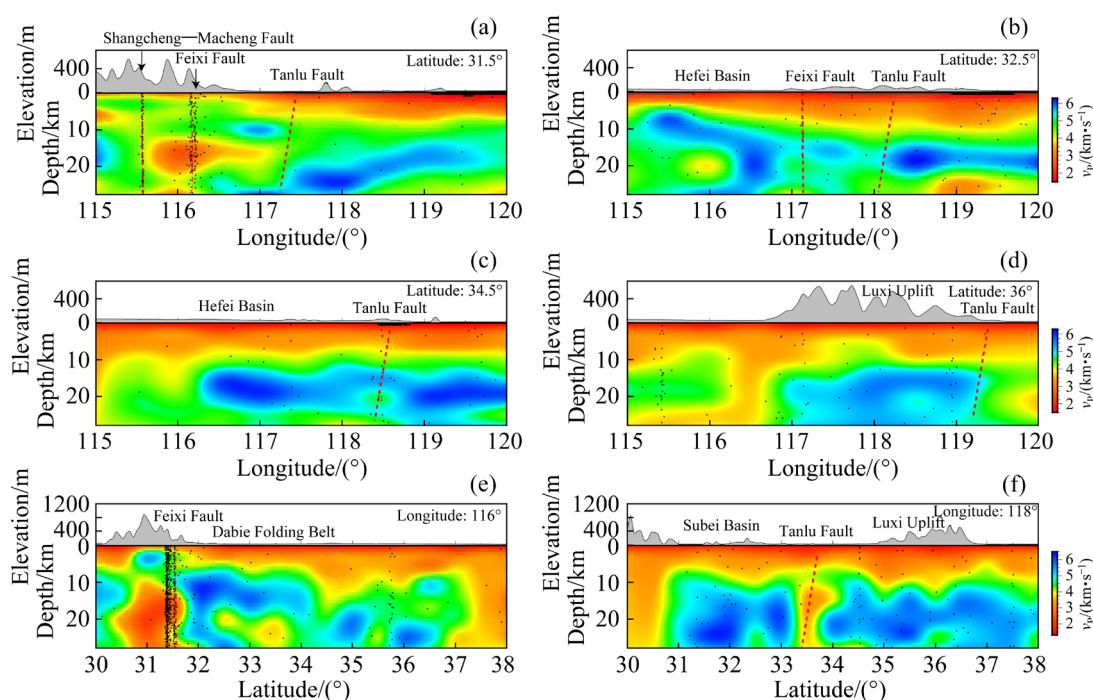 (a)
Shangcheng—Macheng Fault
Feixi Fault
Tanlu Fault
Latitude: 31.5°
Elevation/m
400
0
Depth/km
10
20
115 116 117 118 119 120
Longitude/(°)
(b)
Latitude: 32.5°
Hefei Basin Feixi Fault Tanlu Fault
Elevation/m
400
0
Depth/km
10
20
115 116 117 118 119 120
Longitude/(°)
6
5
4
3
2
vp/(km•s⁻¹)
(c)
Latitude: 34.5°
Hefei Basin Tanlu Fault
Elevation/m
400
0
Depth/km
10
20
115 116 117 118 119 120
Longitude/(°)
(d)
Luxi Uplift Latitude: 36°
Tanlu Fault
Elevation/m
400
0
Depth/km
10
20
115 116 117 118 119 120
Longitude/(°)
6
5
4
3
2
vp/(km•s⁻¹)
(e)
Longitude: 116°
Feixi Fault
Dabie Folding Belt
Elevation/m
1200
400
0
Depth/km
10
20
30 31 32 33 34 35 36 37 38
Latitude/(°)
(f)
Longitude: 118°
Subei Basin Tanlu Fault Luxi Uplift
Elevation/m
1200
400
0
Depth/km
10
20
30 31 32 33 34 35 36 37 38
Latitude/(°)
6
5
4
3
2
vp/(km•s⁻¹)